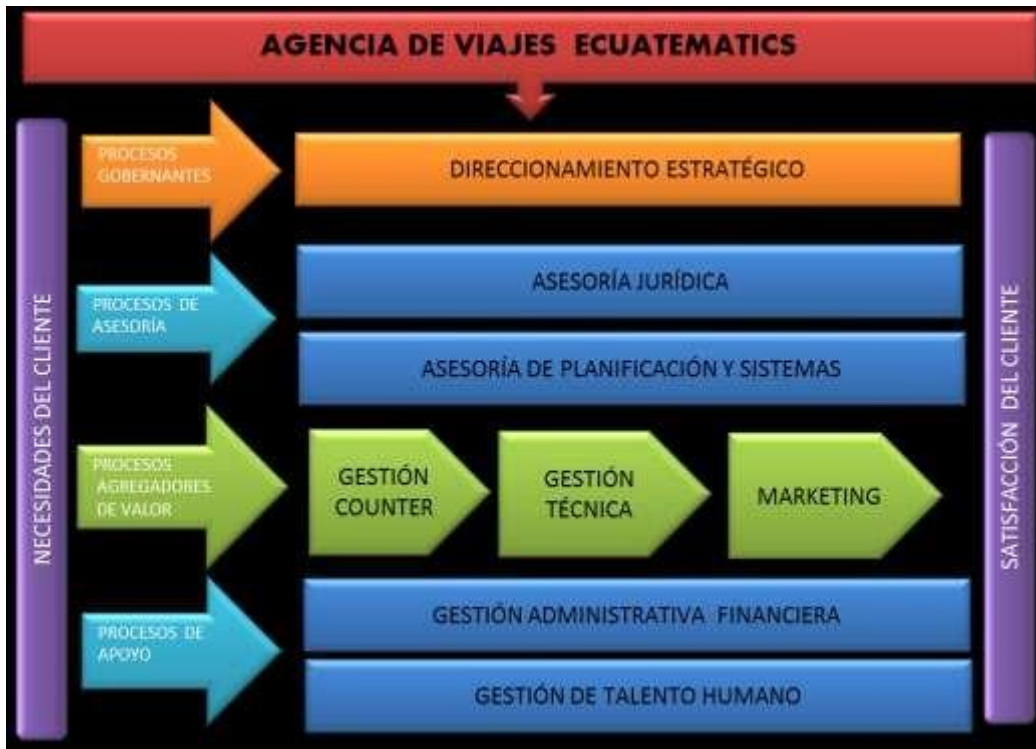 AGENCIA DE VIAJES ECUATEMATICS
NECESIDADES DEL CLIENTE
PROCESOS
GOBERNANTES
DIRECCIONAMIENTO ESTRATÉGICO
PROCESOS DE
ASESORÍA
ASESORÍA JURÍDICA
ASESORÍA DE PLANIFICACIÓN Y SISTEMAS
PROCESOS
AGREGADORES
DE VALOR
GESTIÓN
COUNTER
GESTIÓN
TÉCNICA
MARKETING
PROCESOS DE
APOYO
GESTIÓN ADMINISTRATIVA FINANCIERA
GESTIÓN DE TALENTO HUMANO
SATISFACCIÓN DEL CLIENTE